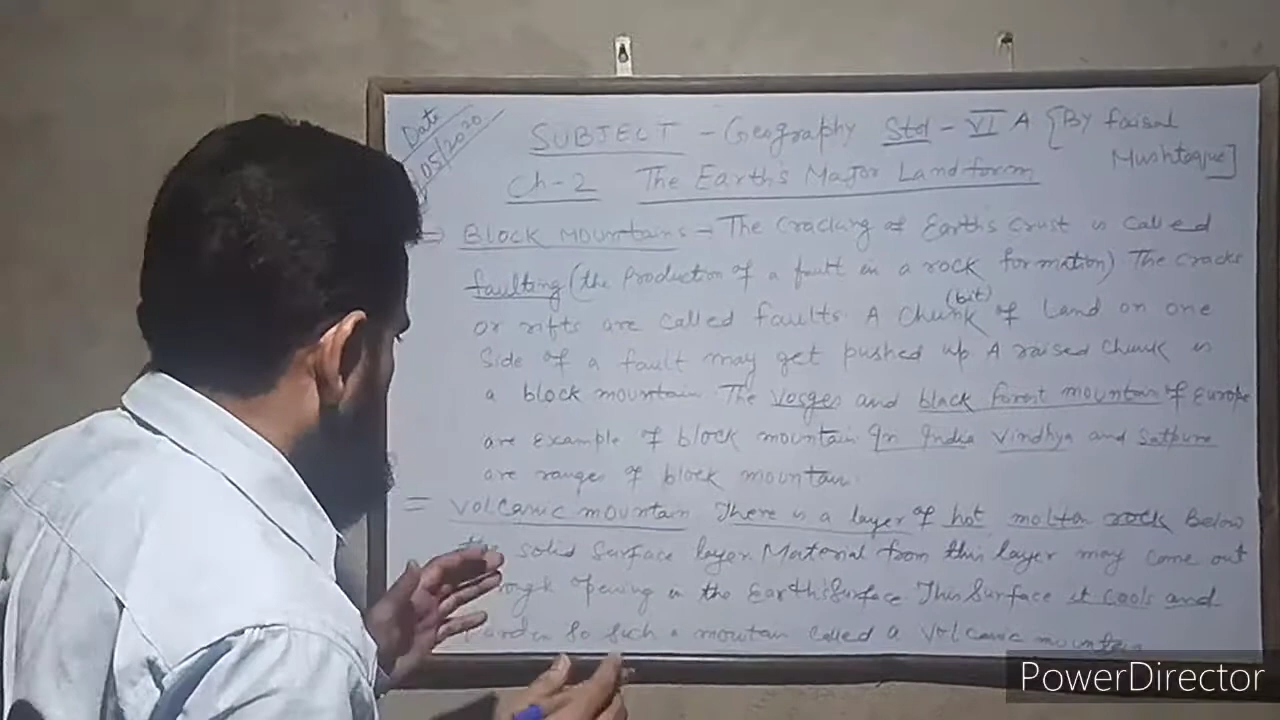 Date
05/2020
SUBJECT - Geography Std - VI A [By Faisal
Mushtaque]
Ch-2 The Earth's Major Landform
⇒ Block Mountains - The Cracking of Earth's Crust is Called
faulting (the Production of a fault in a rock formation) The Cracks
or rifts are called faults. A Chunk (bit) of Land on one
Side of a fault may get pushed up A raised Chunk is
a block mountain. The Vosges and black forest mountain of Europe
are Example of block mountain In India Vindhya and Satpura
are ranges of block mountain.
= Volcanic mountain There is a layer of hot molten rock Below
the solid Surface layer. Material from this layer may come out
opening in the Earth's Surface This Surface it cools and
So Such a mountain called a Volcanic mountain
PowerDirector